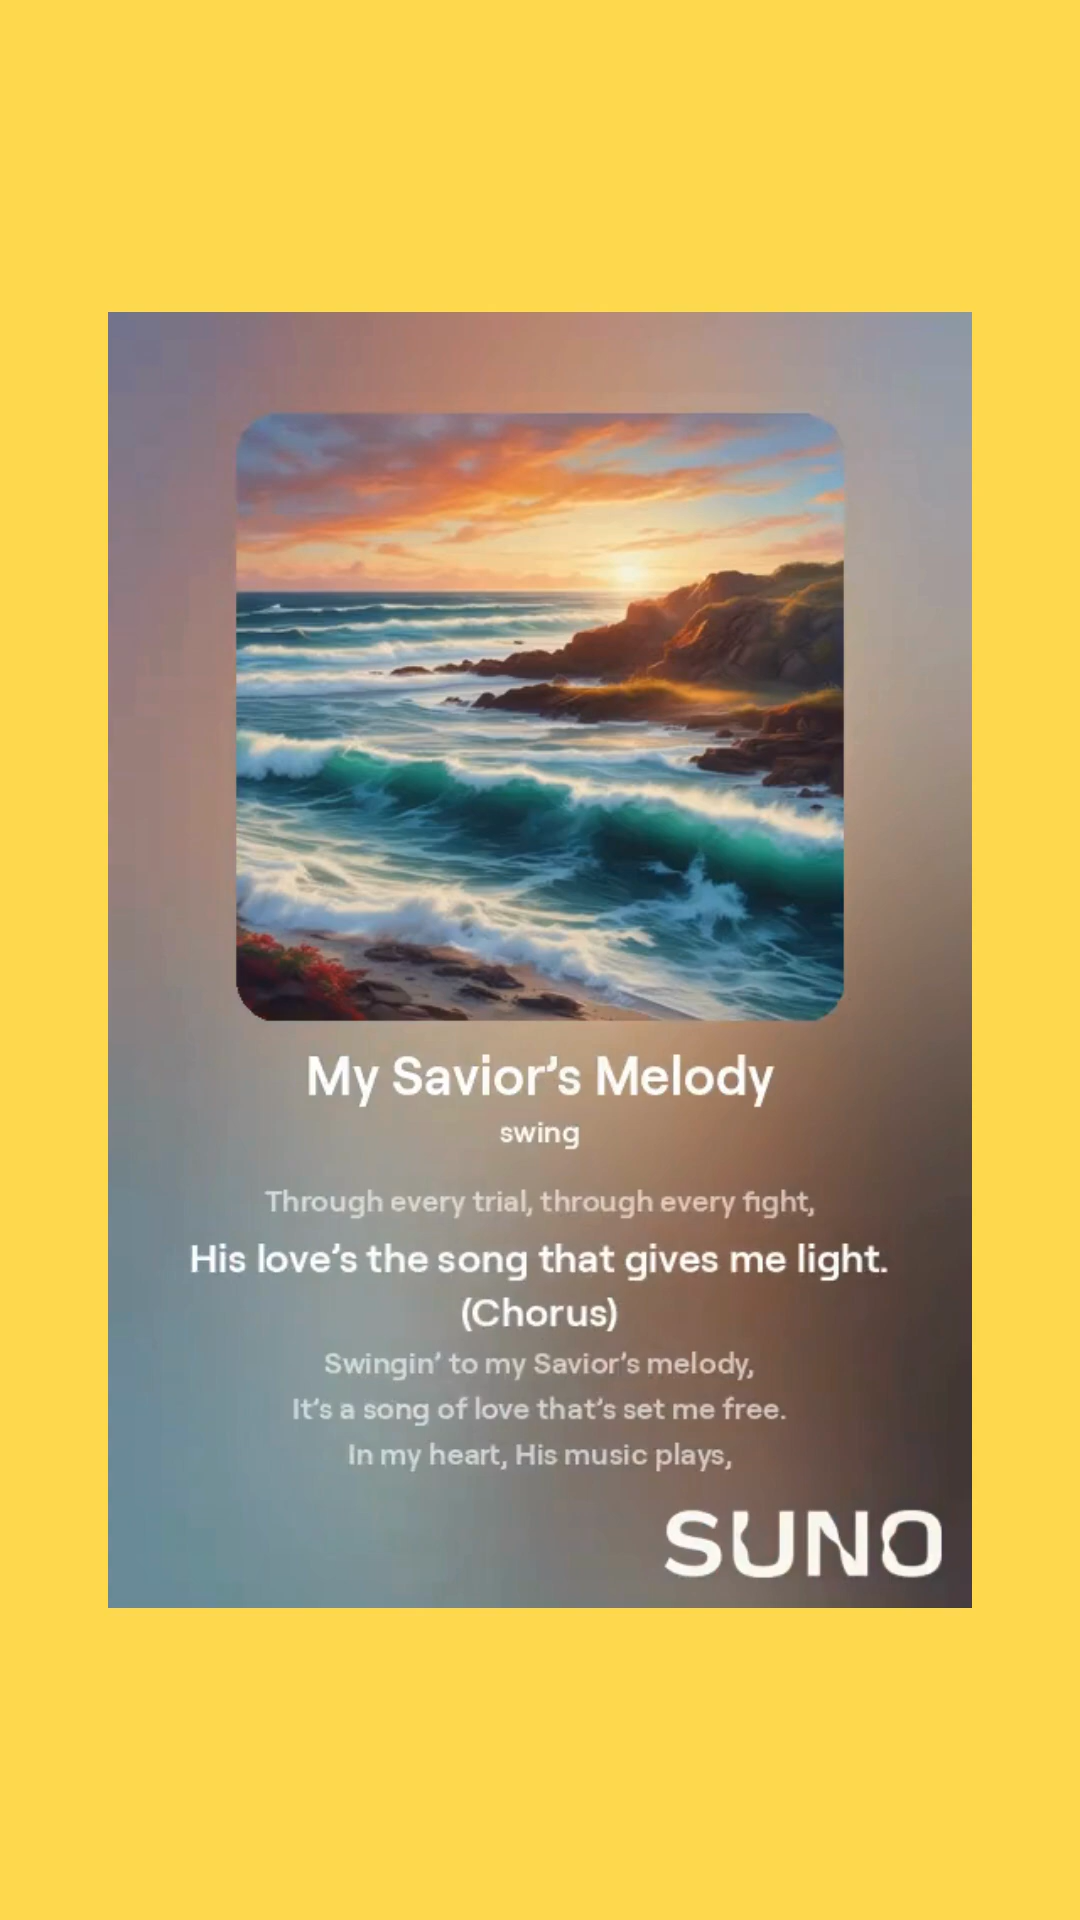 My Savior’s Melody
swing
Through every trial, through every fight,
His love’s the song that gives me light.
(Chorus)
Swingin’ to my Savior’s melody,
It’s a song of love that’s set me free.
In my heart, His music plays,
SUNO